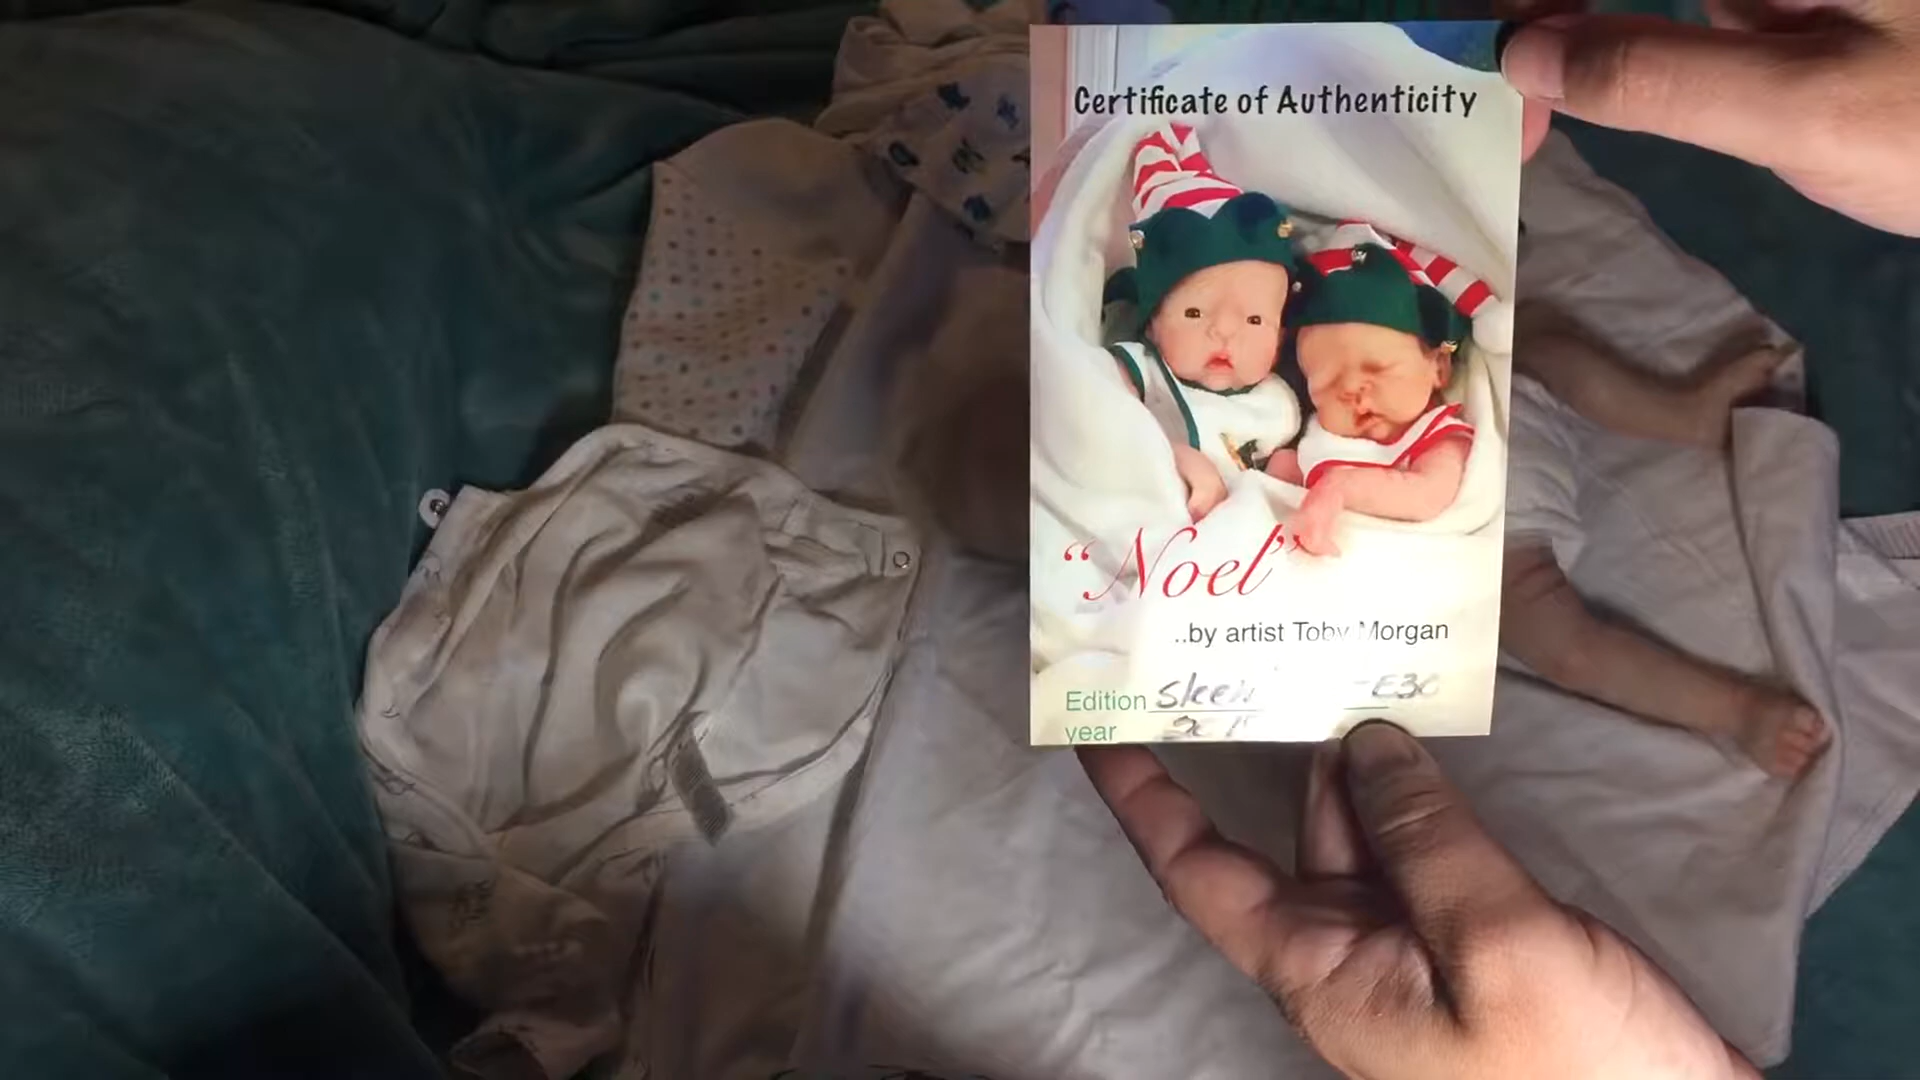 Certificate of Authenticity
“Noel”
..by artist Toby Morgan
Edition
year